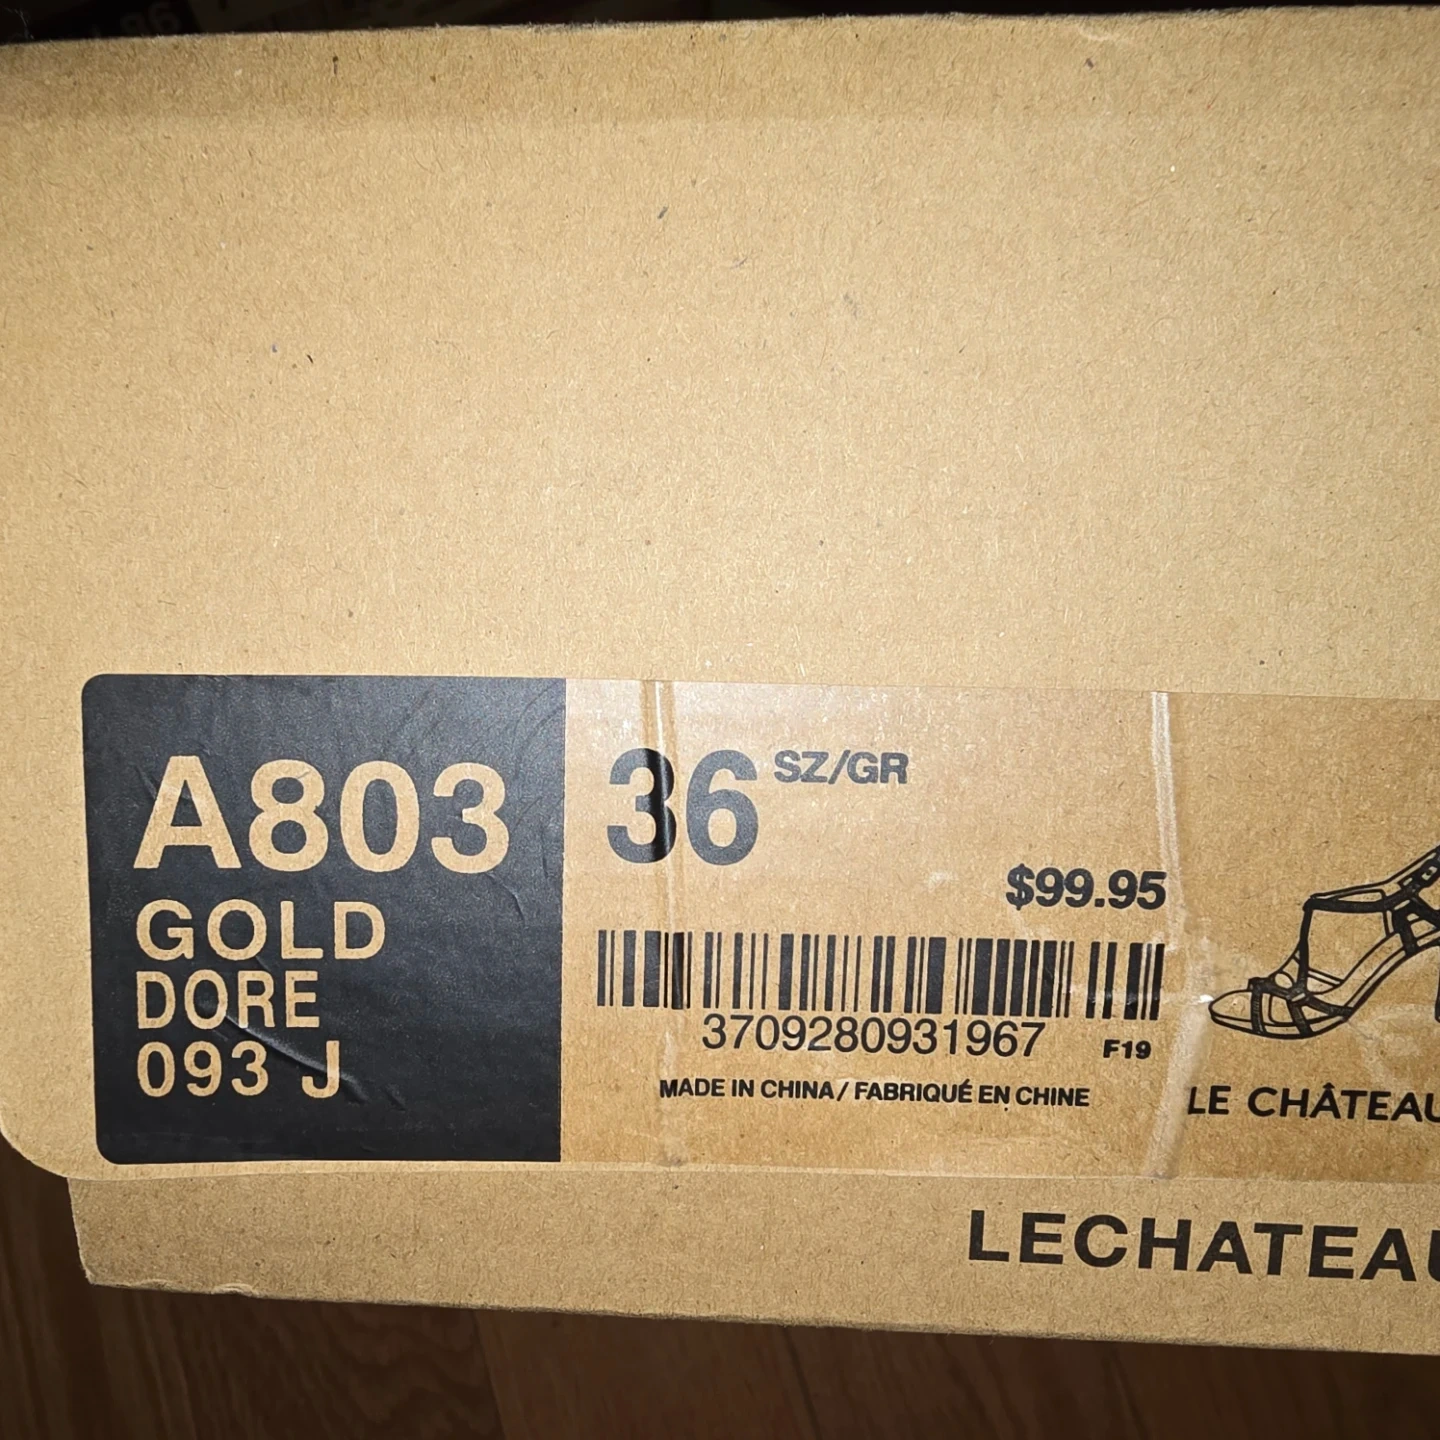 A803
GOLD
DORE
093 J
36 SZ/GR
$99.95
3709280931967
F19
MADE IN CHINA / FABRIQUÉ EN CHINE
LE CHÂTEAU
LECHATEAU